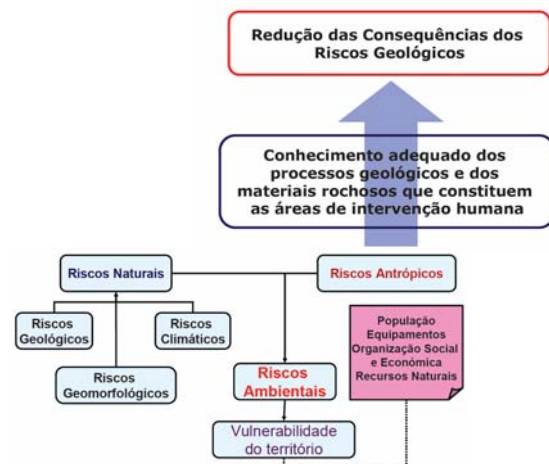 Redução das Consequências dos
Riscos Geológicos
Conhecimento adequado dos
processos geológicos e dos
materiais rochosos que constituem
as áreas de intervenção humana
Riscos Naturais
Riscos Antrópicos
Riscos
Geológicos
Riscos
Climáticos
Riscos
Geomorfológicos
Riscos
Ambientais
População
Equipamentos
Organização Social
e Económica
Recursos Naturais
Vulnerabilidade
do território